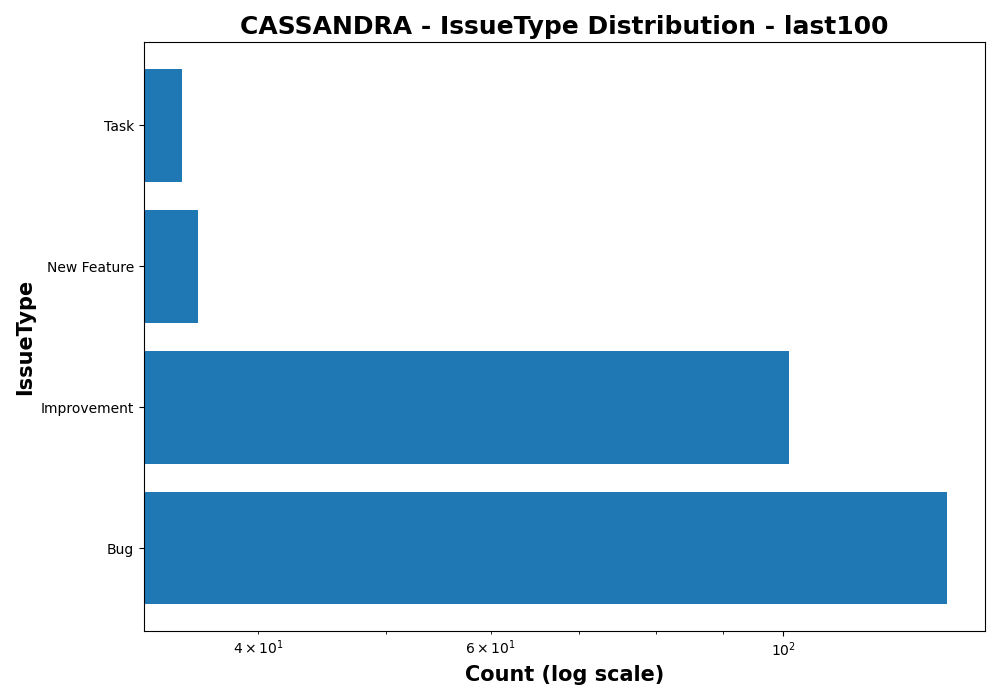 CASSANDRA - IssueType Distribution - last100
Task
New Feature
Improvement
Bug
IssueType
4 × 10¹
6 × 10¹
10²
Count (log scale)